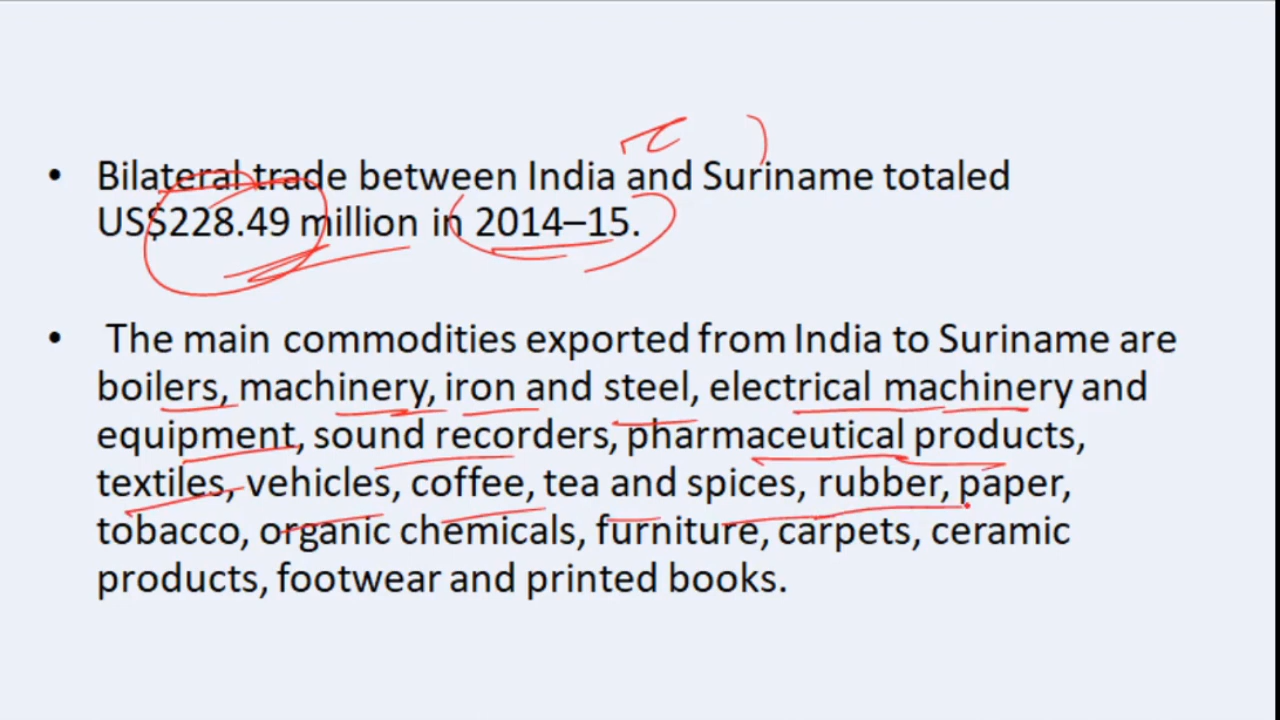 • Bilateral trade between India and Suriname totaled
US$228.49 million in 2014–15.
• The main commodities exported from India to Suriname are
boilers, machinery, iron and steel, electrical machinery and
equipment, sound recorders, pharmaceutical products,
textiles, vehicles, coffee, tea and spices, rubber, paper,
tobacco, organic chemicals, furniture, carpets, ceramic
products, footwear and printed books.